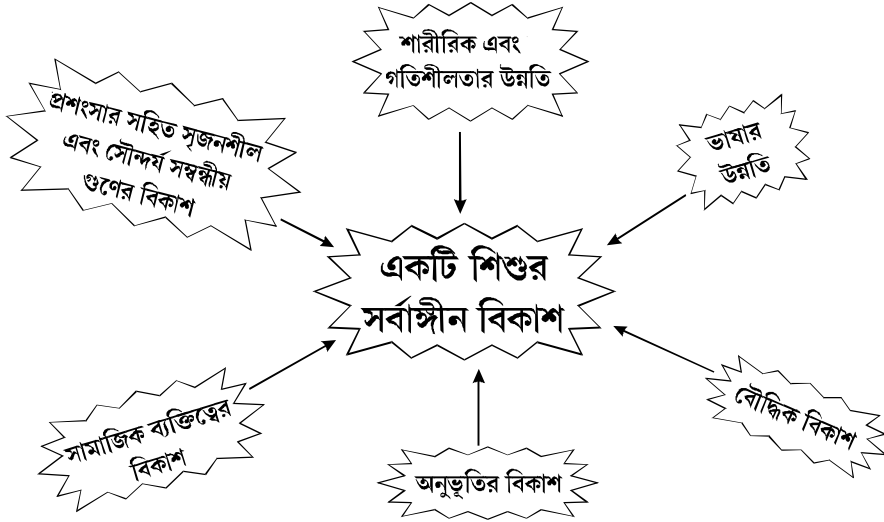 শারীরিক এবং
গতিশীলতার উন্নতি
প্রশংসার সহিত সৃজনশীল
এবং সৌন্দর্য সম্বন্ধীয়
গুণের বিকাশ
ভাষার
উন্নতি
একটি শিশুর
সর্বাঙ্গীন বিকাশ
সামাজিক ব্যক্তিত্বের
বিকাশ
অনুভূতির বিকাশ
বৌদ্ধিক বিকাশ